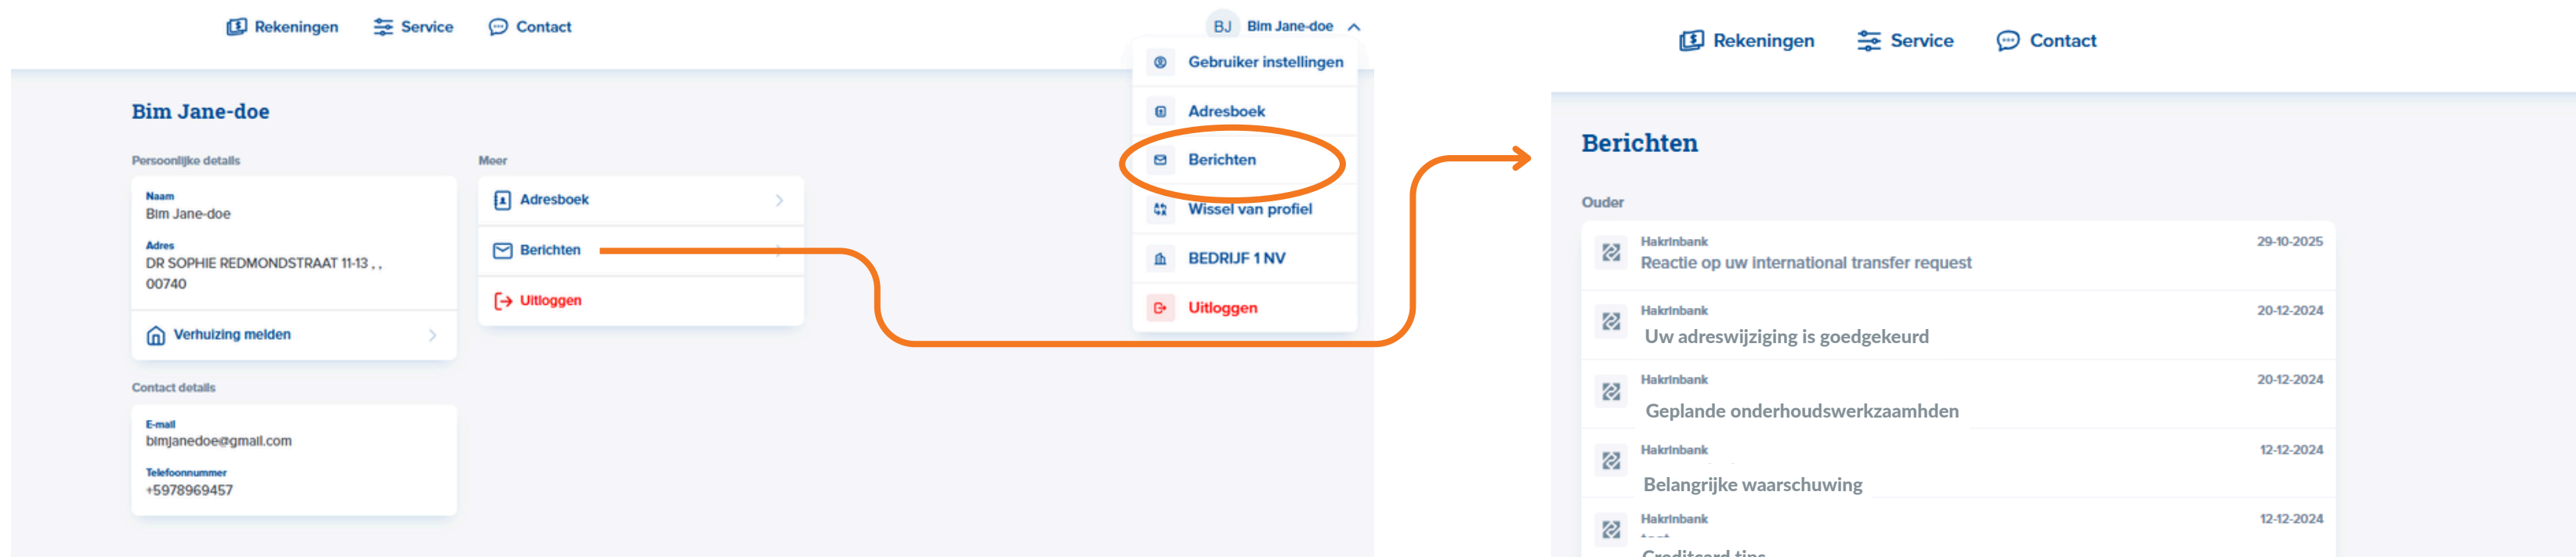 Rekeningen
Service
Contact
BJ Bim Jane-doe
Gebruiker instellingen
Adresboek
Berichten
Wissel van profiel
BEDRIJF 1 NV
Uitloggen
Bim Jane-doe
Persoonlijke details
Naam
Bim Jane-doe
Adres
DR SOPHIE REDMONDSTRAAT 11-13 , ,
00740
Verhuizing melden
Contact details
E-mail
bimjanedoe@gmail.com
Telefoonnummer
+5978969457
Meer
Adresboek
Berichten
Uitloggen
Rekeningen
Service
Contact
Berichten
Ouder
Hakrinbank 29-10-2025
Reactie op uw international transfer request
Hakrinbank 20-12-2024
Uw adreswijziging is goedgekeurd
Hakrinbank 20-12-2024
Geplande onderhoudswerkzaamhden
Hakrinbank 12-12-2024
Belangrijke waarschuwing
Hakrinbank 12-12-2024
Creditcard tips